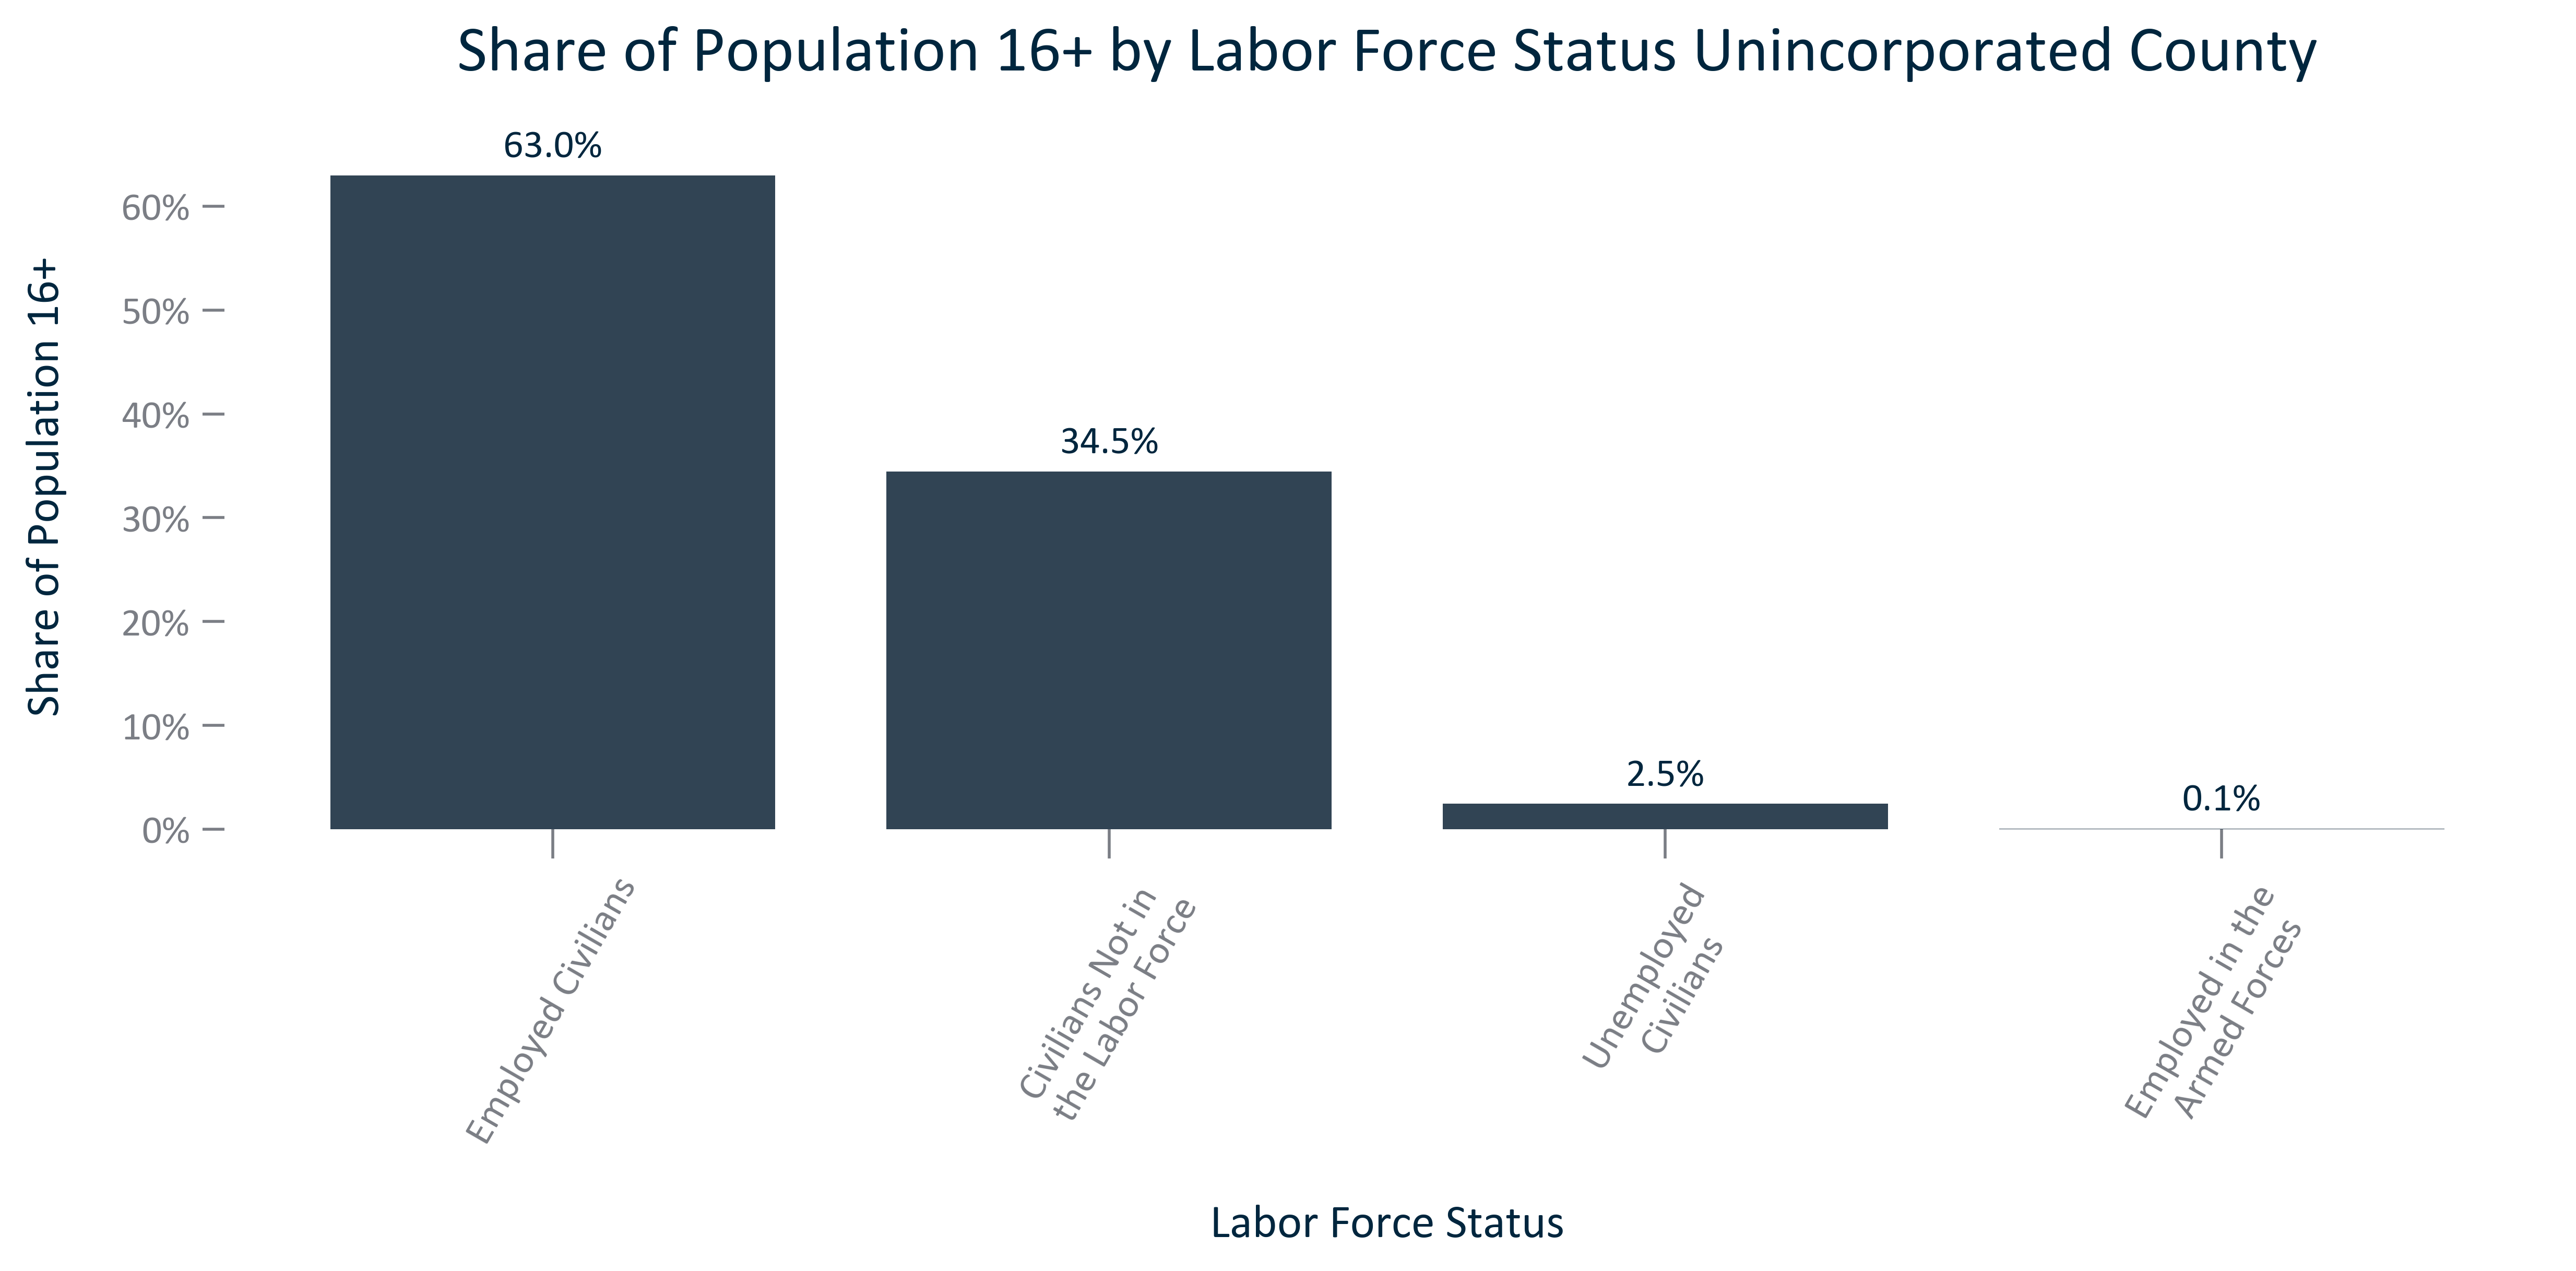 Share of Population 16+ by Labor Force Status Unincorporated County
Share of Population 16+
60%
50%
40%
30%
20%
10%
0%
63.0%
34.5%
2.5%
0.1%
Employed Civilians
Civilians Not in
the Labor Force
Unemployed
Civilians
Employed in the
Armed Forces
Labor Force Status